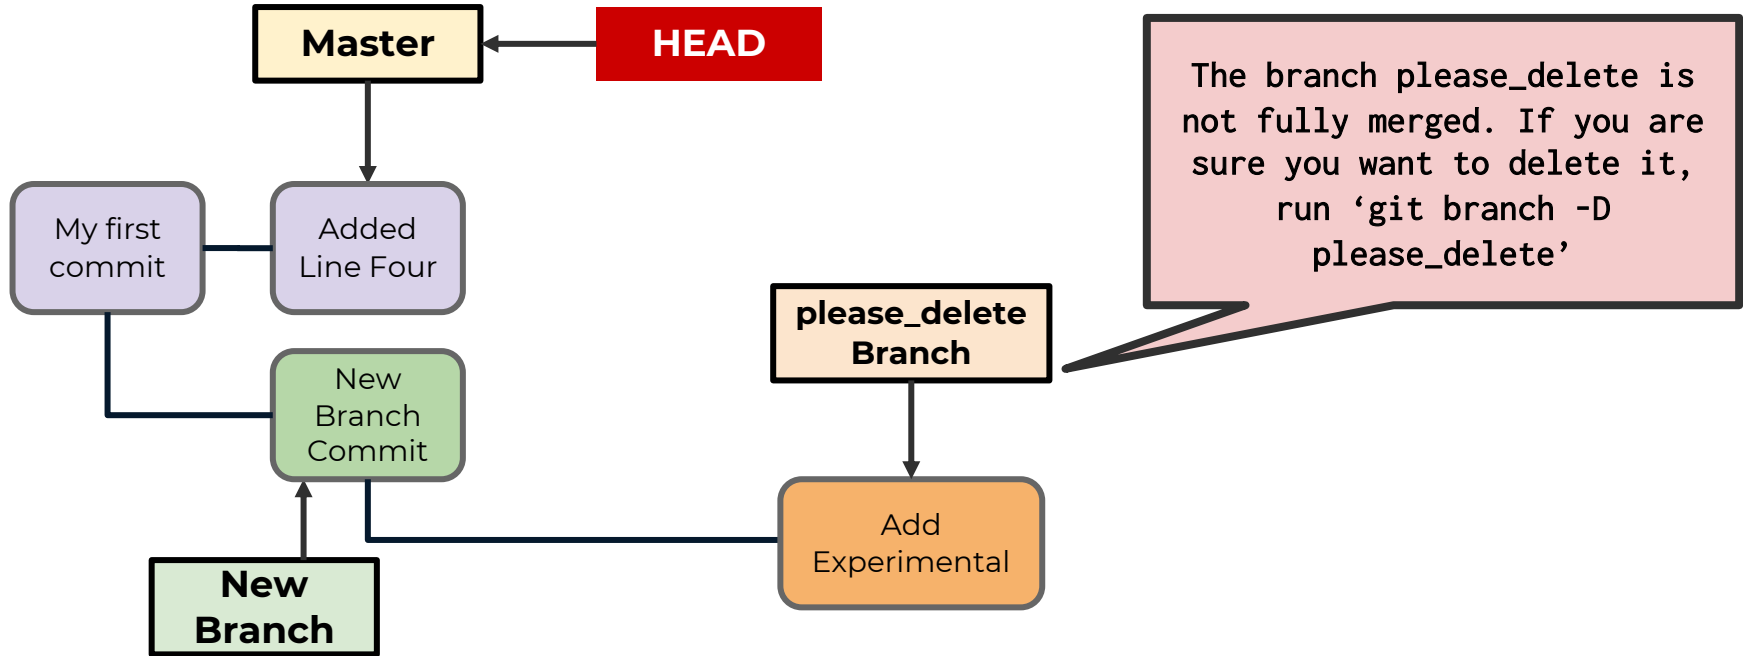 Master
HEAD
The branch please_delete is
not fully merged. If you are
sure you want to delete it,
run ‘git branch -D
please_delete’
My first
commit
Added
Line Four
please_delete
Branch
New
Branch
Commit
Add
Experimental
New
Branch